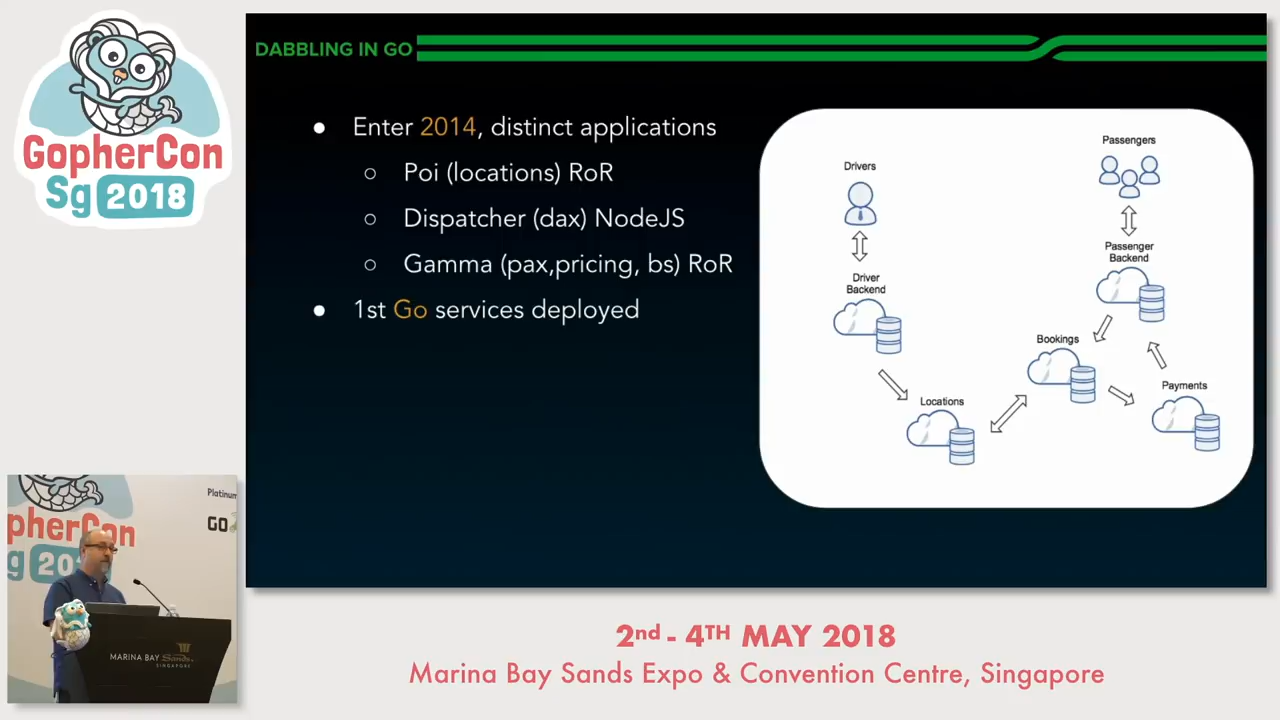 GopherCon
Sg 2018
DABBLING IN GO
● Enter 2014, distinct applications
○ Poi (locations) RoR
○ Dispatcher (dax) NodeJS
○ Gamma (pax,pricing, bs) RoR
● 1st Go services deployed
Passengers
Drivers
Passenger
Backend
Driver
Backend
Bookings
Payments
Locations
Platinum
GO
pherCon
g 201
MARINA BAY Sands
SINGAPORE
2nd - 4TH MAY 2018
Marina Bay Sands Expo & Convention Centre, Singapore